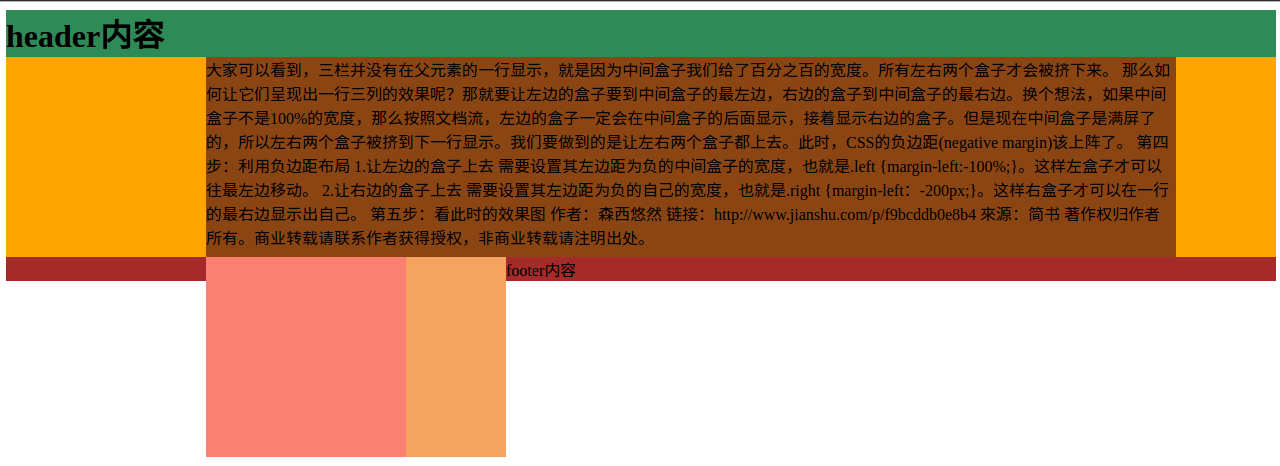 header内容
大家可以看到，三栏并没有在父元素的一行显示，就是因为中间盒子我们给了百分之百的宽度。所有左右两个盒子才会被挤下来。 那么如
何让它们呈现出一行三列的效果呢？那就要让左边的盒子要到中间盒子的最左边，右边的盒子到中间盒子的最右边。换个想法，如果中间
盒子不是100%的宽度，那么按照文档流，左边的盒子一定会在中间盒子的后面显示，接着显示右边的盒子。但是现在中间盒子是满屏了
的，所以左右两个盒子被挤到下一行显示。我们要做到的是让左右两个盒子都上去。此时，CSS的负边距(negative margin)该上阵了。 第四
步：利用负边距布局 1.让左边的盒子上去 需要设置其左边距为负的中间盒子的宽度，也就是.left {margin-left:-100%;}。这样左盒子才可以
往最左边移动。 2.让右边的盒子上去 需要设置其左边距为负的自己的宽度，也就是.right {margin-left：-200px;}。这样右盒子才可以在一行
的最右边显示出自己。 第五步：看此时的效果图 作者：森西悠然 链接：http://www.jianshu.com/p/f9bcddb0e8b4 來源：简书 著作权归作者
所有。商业转载请联系作者获得授权，非商业转载请注明出处。
footer内容